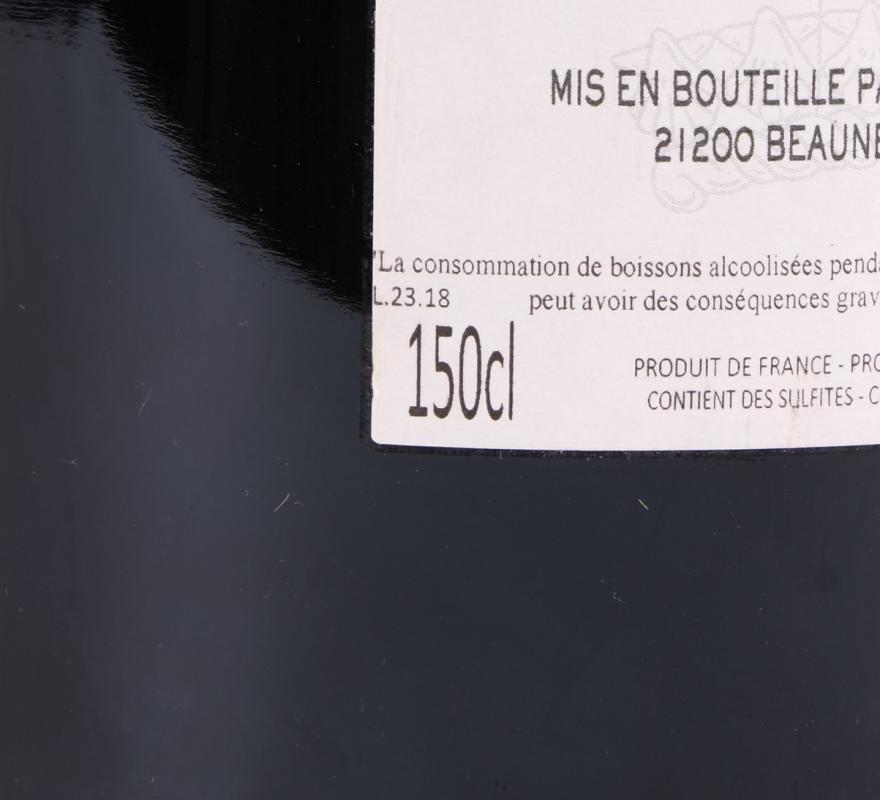 MIS EN BOUTEILLE PA
21200 BEAUNE
"La consommation de boissons alcoolisées penda
L.23.18 peut avoir des conséquences grav
150cl
PRODUIT DE FRANCE - PRO
CONTIENT DES SULFITES - C